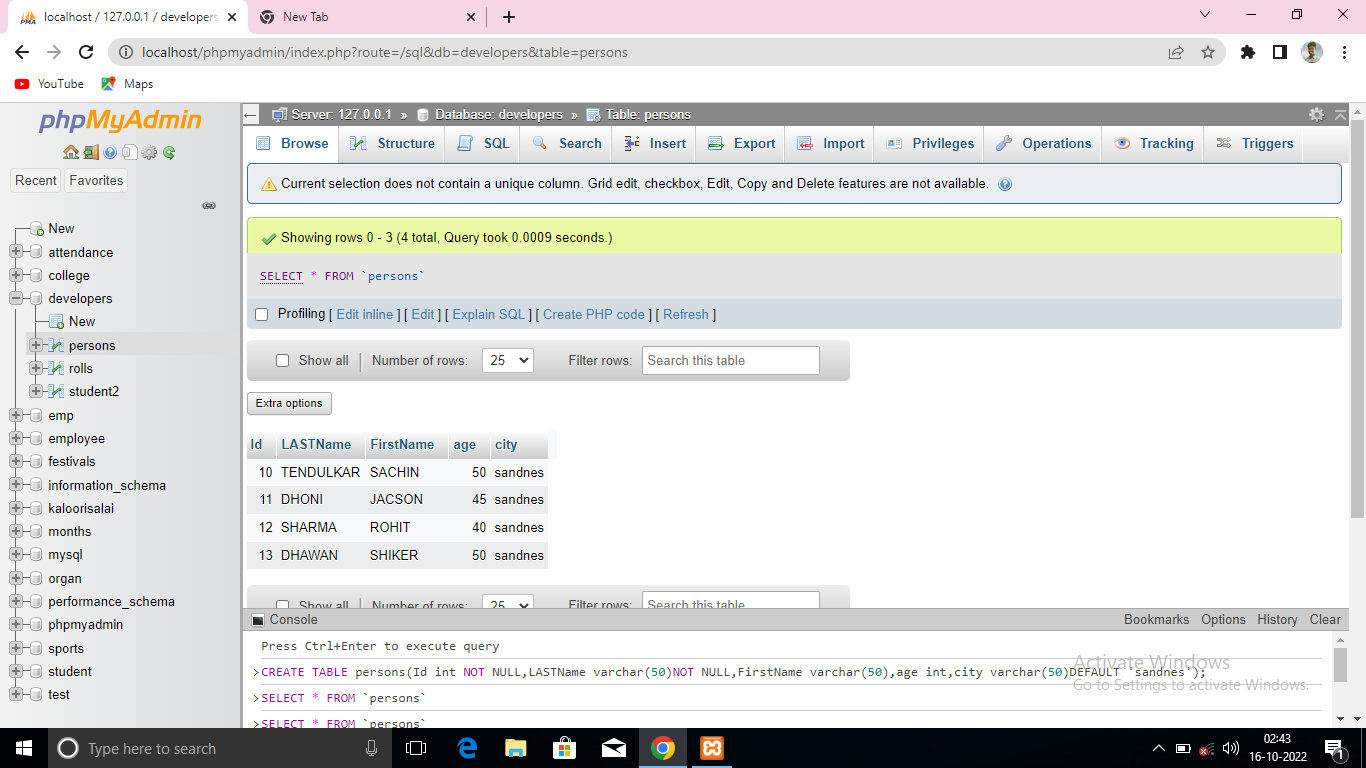 localhost / 127.0.0.1 / developers
New Tab
localhost/phpmyadmin/index.php?route=/sql&db=developers&table=persons
YouTube Maps
phpMyAdmin
Recent Favorites
New
attendance
college
developers
New
persons
rolls
student2
emp
employee
festivals
information_schema
kaloorisalai
months
mysql
organ
performance_schema
phpmyadmin
sports
student
test
Server: 127.0.0.1 » Database: developers » Table: persons
Browse Structure SQL Search Insert Export Import Privileges Operations Tracking Triggers
Current selection does not contain a unique column. Grid edit, checkbox, Edit, Copy and Delete features are not available.
Showing rows 0 - 3 (4 total, Query took 0.0009 seconds.)
SELECT * FROM `persons`
Profiling [ Edit inline ] [ Edit ] [ Explain SQL ] [ Create PHP code ] [ Refresh ]
Show all Number of rows: 25 Filter rows: Search this table
Extra options
Id LASTName FirstName age city
10 TENDULKAR SACHIN 50 sandnes
11 DHONI JACSON 45 sandnes
12 SHARMA ROHIT 40 sandnes
13 DHAWAN SHIKER 50 sandnes
Show all Number of rows: 25 Filter rows: Search this table
Console Bookmarks Options History Clear
Press Ctrl+Enter to execute query
>CREATE TABLE persons(Id int NOT NULL,LASTName varchar(50)NOT NULL,FirstName varchar(50),age int,city varchar(50)DEFAULT 'sandnes');
>SELECT * FROM `persons`
>SELECT * FROM `persons`
Activate Windows
Go to Settings to activate Windows.
Type here to search
02:43
16-10-2022
1